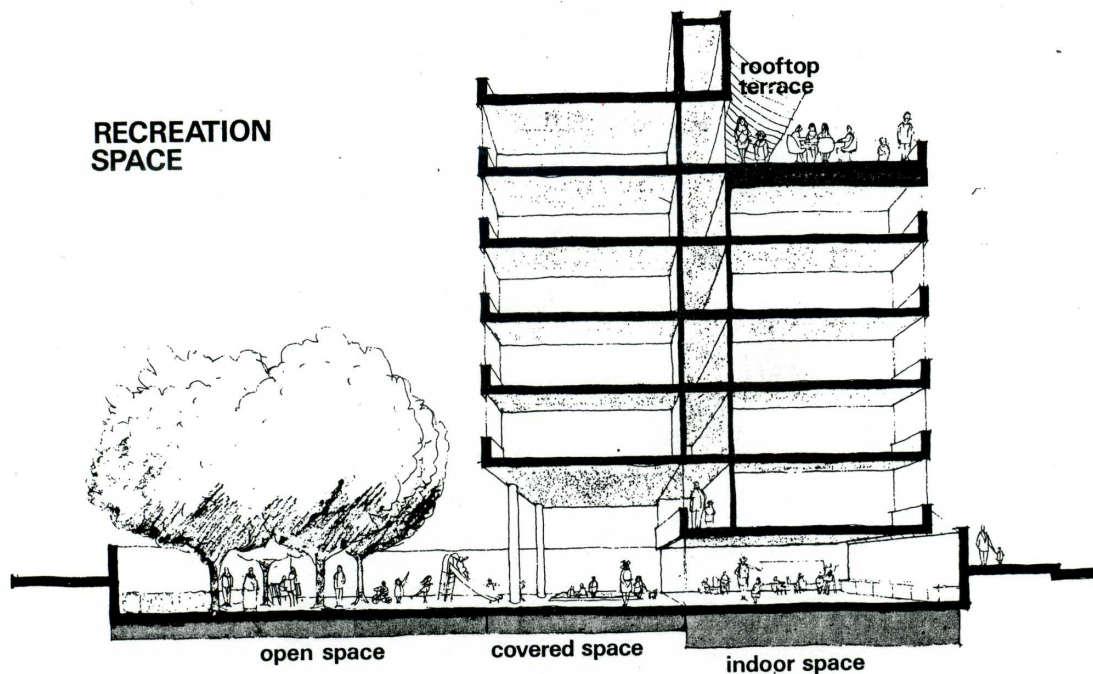 RECREATION
SPACE
rooftop
terrace
open space
covered space
indoor space